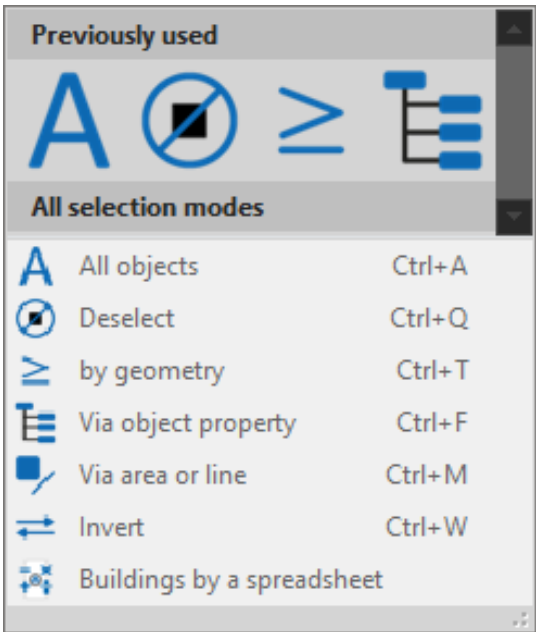 Previously used
All selection modes
All objects Ctrl+A
Deselect Ctrl+Q
by geometry Ctrl+T
Via object property Ctrl+F
Via area or line Ctrl+M
Invert Ctrl+W
Buildings by a spreadsheet